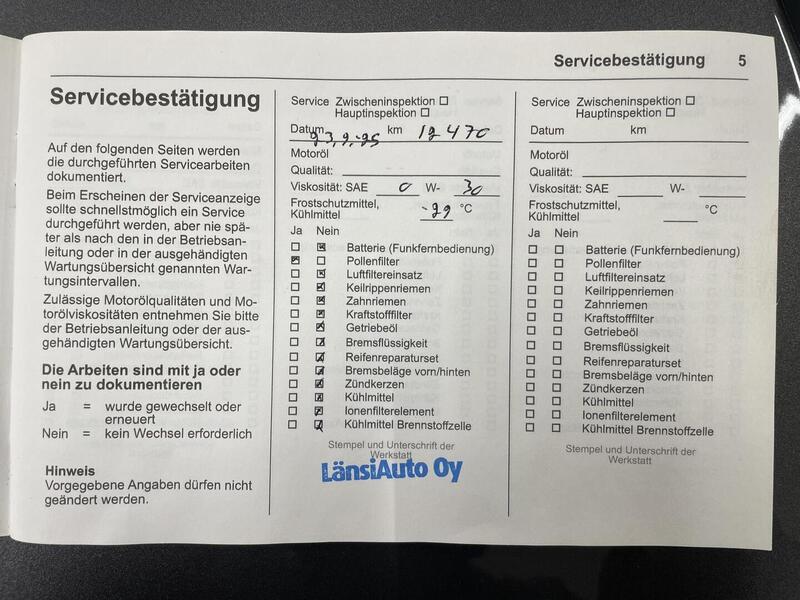 Servicebestätigung 5
Servicebestätigung
Auf den folgenden Seiten werden
die durchgeführten Servicearbeiten
dokumentiert.
Beim Erscheinen der Serviceanzeige
sollte schnellstmöglich ein Service
durchgeführt werden, aber nie spä-
ter als nach den in der Betriebsan-
leitung oder in der ausgehändigten
Wartungsübersicht genannten War-
tungsintervallen.
Zulässige Motorölqualitäten und Mo-
torölviskositäten entnehmen Sie bitte
der Betriebsanleitung oder der aus-
gehändigten Wartungsübersicht.
Die Arbeiten sind mit ja oder
nein zu dokumentieren
Ja = wurde gewechselt oder
erneuert
Nein = kein Wechsel erforderlich
Hinweis
Vorgegebene Angaben dürfen nicht
geändert werden.
Service Zwischeninspektion
Hauptinspektion
Datum km
Motoröl
Qualität:
Viskosität: SAE 0 W- 30
Frostschutzmittel,
Kühlmittel °C
Ja Nein
Batterie (Funkfernbedienung)
Pollenfilter
Luftfiltereinsatz
Keilrippenriemen
Zahnriemen
Kraftstofffilter
Getriebeöl
Bremsflüssigkeit
Reifenreparaturset
Bremsbeläge vorn/hinten
Zündkerzen
Kühlmittel
Ionenfilterelement
Kühlmittel Brennstoffzelle
Stempel und Unterschrift der
Werkstatt
LänsiAuto Oy
Service Zwischeninspektion
Hauptinspektion
Datum km
Motoröl
Qualität:
Viskosität: SAE W-
Frostschutzmittel,
Kühlmittel °C
Ja Nein
Batterie (Funkfernbedienung)
Pollenfilter
Luftfiltereinsatz
Keilrippenriemen
Zahnriemen
Kraftstofffilter
Getriebeöl
Bremsflüssigkeit
Reifenreparaturset
Bremsbeläge vorn/hinten
Zündkerzen
Kühlmittel
Ionenfilterelement
Kühlmittel Brennstoffzelle
Stempel und Unterschrift der
Werkstatt